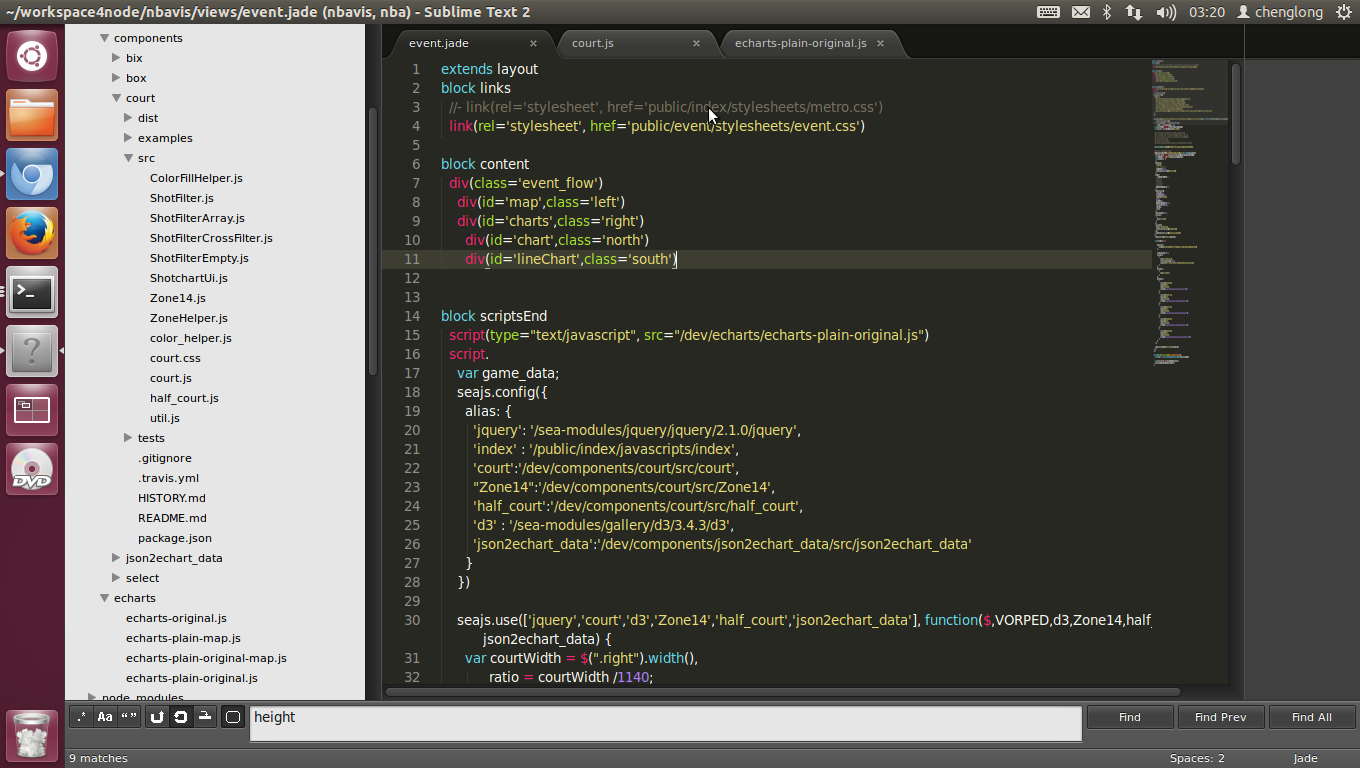 ~/workspace4node/nbavis/views/event.jade (nbavis, nba) - Sublime Text 2
03:20 chenglong
components
bix
box
court
dist
examples
src
ColorFillHelper.js
ShotFilter.js
ShotFilterArray.js
ShotFilterCrossFilter.js
ShotFilterEmpty.js
ShotchartUi.js
Zone14.js
ZoneHelper.js
color_helper.js
court.css
court.js
half_court.js
util.js
tests
.gitignore
.travis.yml
HISTORY.md
README.md
package.json
json2echart_data
select
echarts
echarts-original.js
echarts-plain-map.js
echarts-plain-original-map.js
echarts-plain-original.js
node_modules
DVD
event.jade × court.js × echarts-plain-original.js ×
1 extends layout
2 block links
3 //- link(rel='stylesheet', href='public/index/stylesheets/metro.css')
4 link(rel='stylesheet', href='public/event/stylesheets/event.css')
5
6 block content
7 div(class='event_flow')
8 div(id='map',class='left')
9 div(id='charts',class='right')
10 div(id='chart',class='north')
11 div(id='lineChart',class='south')
12
13
14 block scriptsEnd
15 script(type="text/javascript", src="/dev/echarts/echarts-plain-original.js")
16 script.
17 var game_data;
18 seajs.config({
19 alias: {
20 'jquery': '/sea-modules/jquery/jquery/2.1.0/jquery',
21 'index' : '/public/index/javascripts/index',
22 'court':'/dev/components/court/src/court',
23 "Zone14":'/dev/components/court/src/Zone14',
24 'half_court':'/dev/components/court/src/half_court',
25 'd3' : '/sea-modules/gallery/d3/3.4.3/d3',
26 'json2echart_data':'/dev/components/json2echart_data/src/json2echart_data'
27 }
28 })
29
30 seajs.use(['jquery','court','d3','Zone14','half_court','json2echart_data'], function($,VORPED,d3,Zone14,half_
json2echart_data) {
31 var courtWidth = $(".right").width(),
32 ratio = courtWidth /1140;
.* Aa “ ”
height
Find Find Prev Find All
9 matches
Spaces: 2 Jade